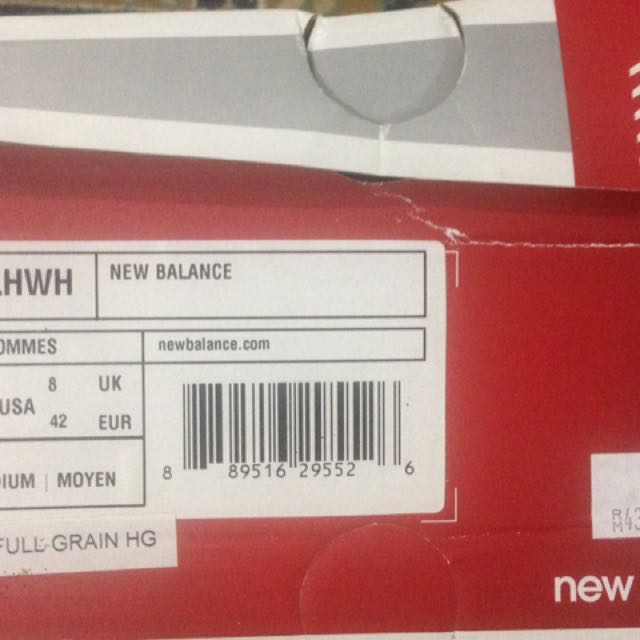 HWH
NEW BALANCE
OMMES
newbalance.com
8 UK
USA
42 EUR
IUM | MOYEN
8 89516 29552 6
FULL-GRAIN HG
new